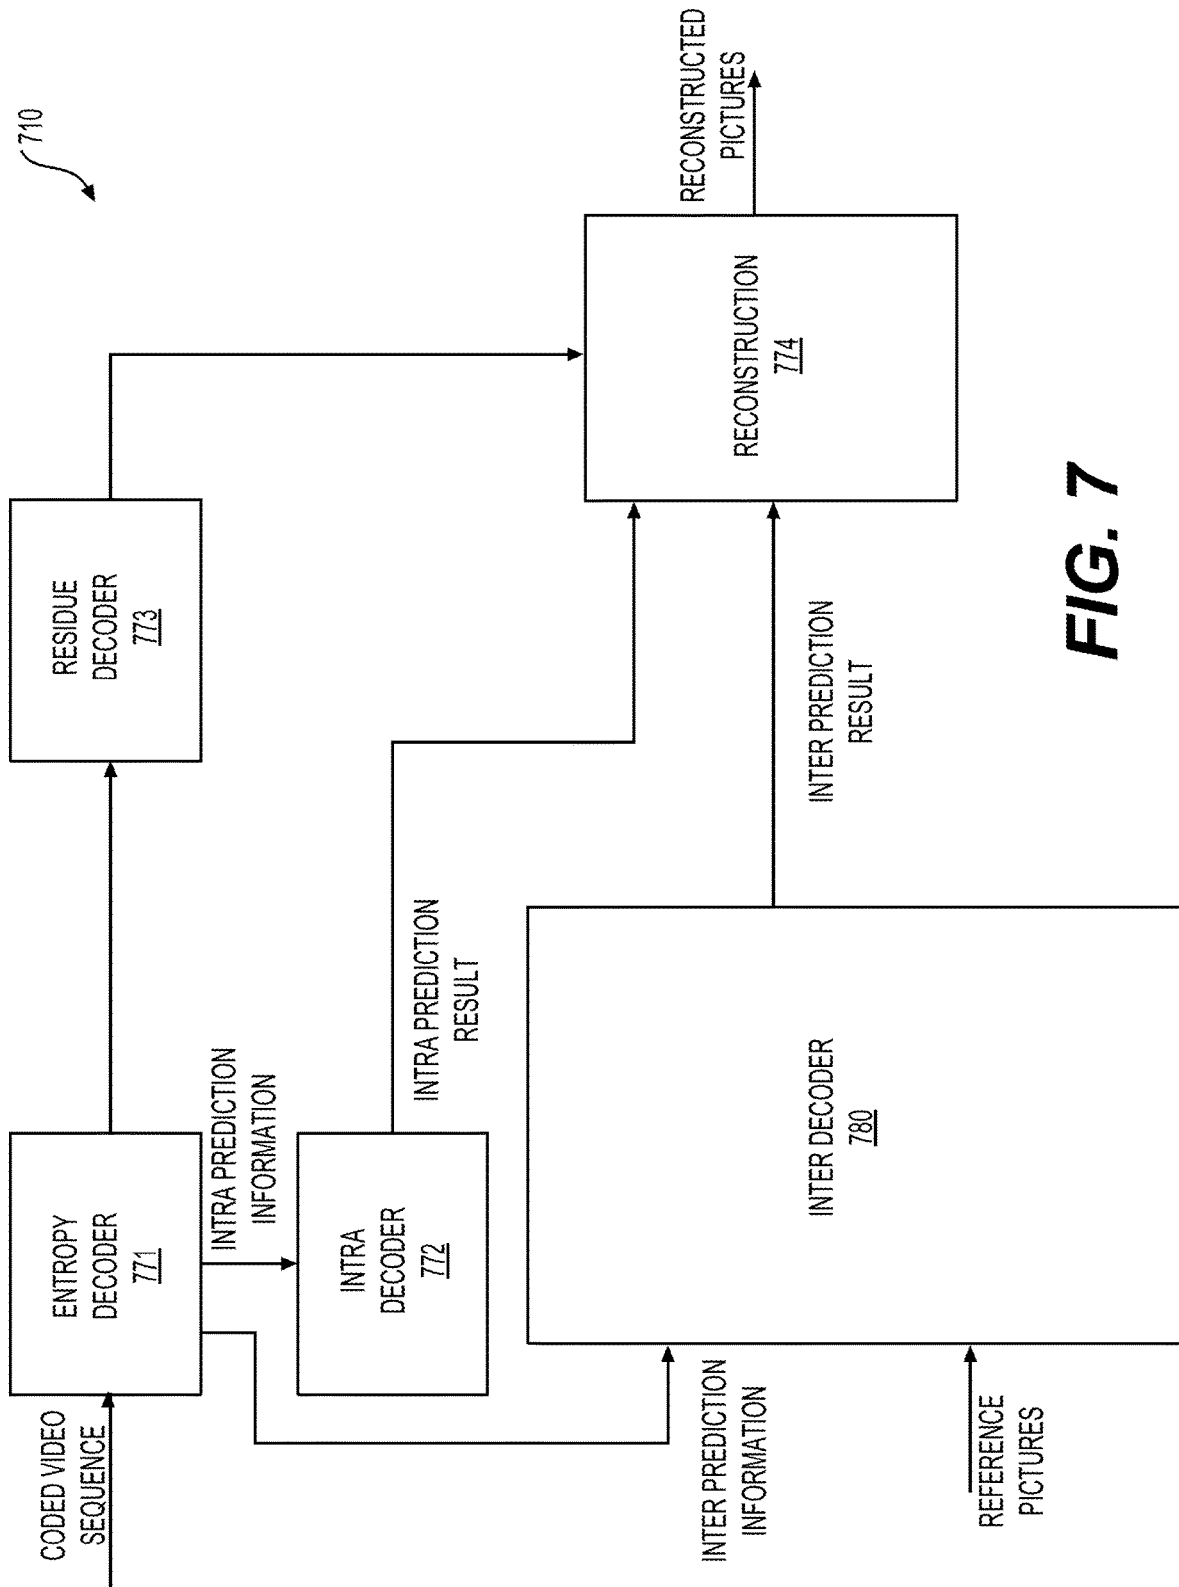 710
CODED VIDEO
SEQUENCE
ENTROPY
DECODER
771
RESIDUE
DECODER
773
INTRA PREDICTION
INFORMATION
INTRA
DECODER
772
INTRA PREDICTION
RESULT
RECONSTRUCTED
PICTURES
RECONSTRUCTION
774
INTER PREDICTION
INFORMATION
INTER DECODER
780
INTER PREDICTION
RESULT
REFERENCE
PICTURES
FIG. 7